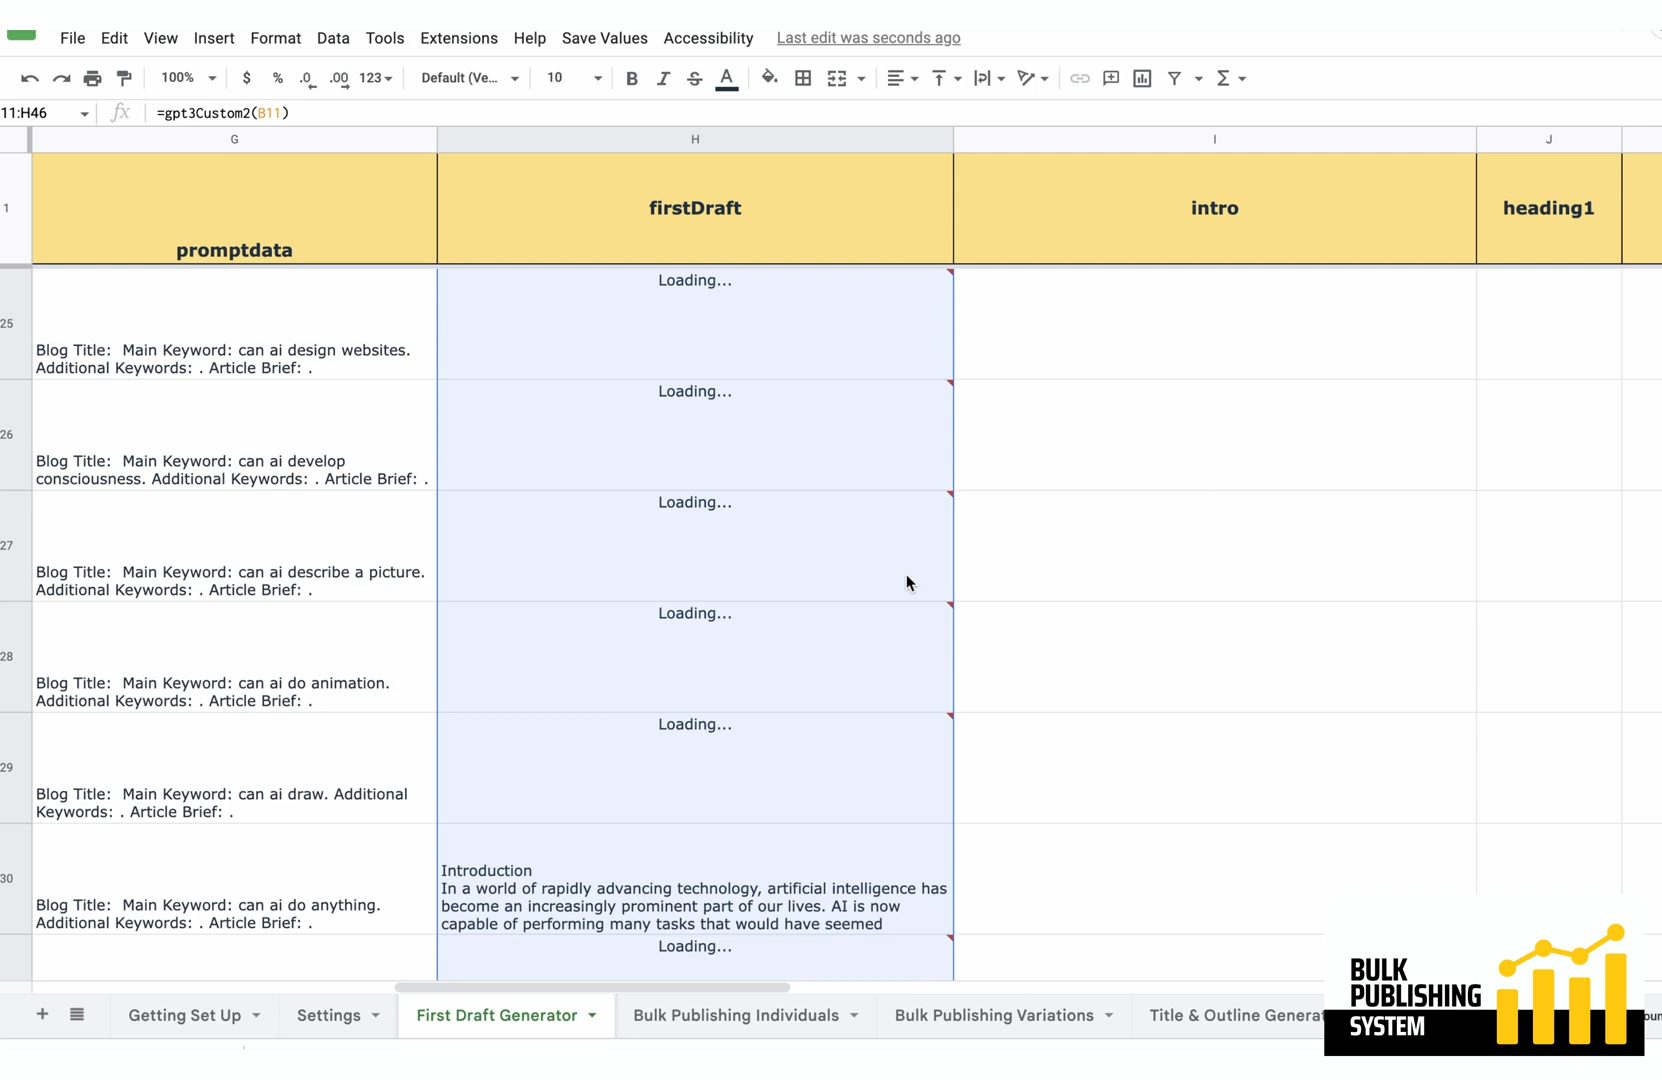 File Edit View Insert Format Data Tools Extensions Help Save Values Accessibility Last edit was seconds ago
100% $ % .0 .00 123 Default (Ve... 10 B I S A
11:H46 fx =gpt3Custom2(B11)
G H I J
1 promptdata firstDraft intro heading1
25
Loading...
Blog Title:  Main Keyword: can ai design websites.
Additional Keywords: . Article Brief: .
26
Loading...
Blog Title:  Main Keyword: can ai develop
consciousness. Additional Keywords: . Article Brief: .
27
Loading...
Blog Title:  Main Keyword: can ai describe a picture.
Additional Keywords: . Article Brief: .
28
Loading...
Blog Title:  Main Keyword: can ai do animation.
Additional Keywords: . Article Brief: .
29
Loading...
Blog Title:  Main Keyword: can ai draw. Additional
Keywords: . Article Brief: .
30
Blog Title:  Main Keyword: can ai do anything.
Additional Keywords: . Article Brief: .
Introduction
In a world of rapidly advancing technology, artificial intelligence has
become an increasingly prominent part of our lives. AI is now
capable of performing many tasks that would have seemed
Loading...
Getting Set Up Settings First Draft Generator Bulk Publishing Individuals Bulk Publishing Variations Title & Outline Generat
BULK
PUBLISHING
SYSTEM